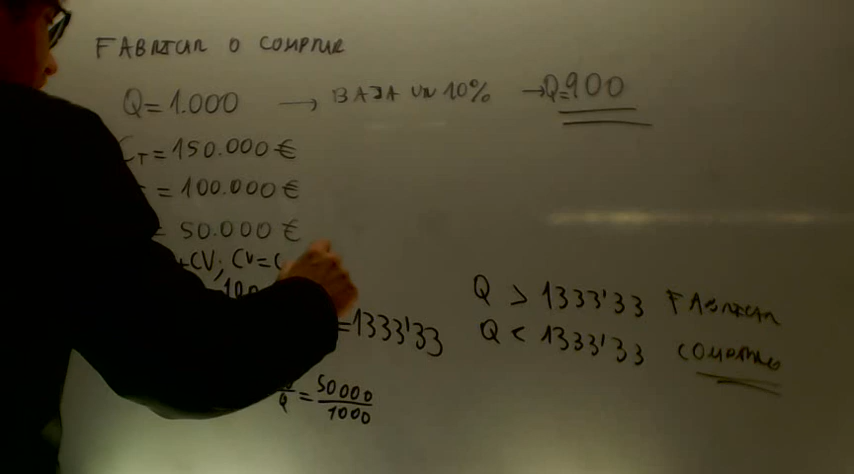 FABRICAR O COMPRAR
Q=1.000 → BAJA UN 10% → Q=900
CT=150.000€
= 100.000€
= 50.000€
+CV; CV=C
=1333'33
Q > 1333'33 FABRICAR
Q < 1333'33 COMPRAR
Q = 50000
1000